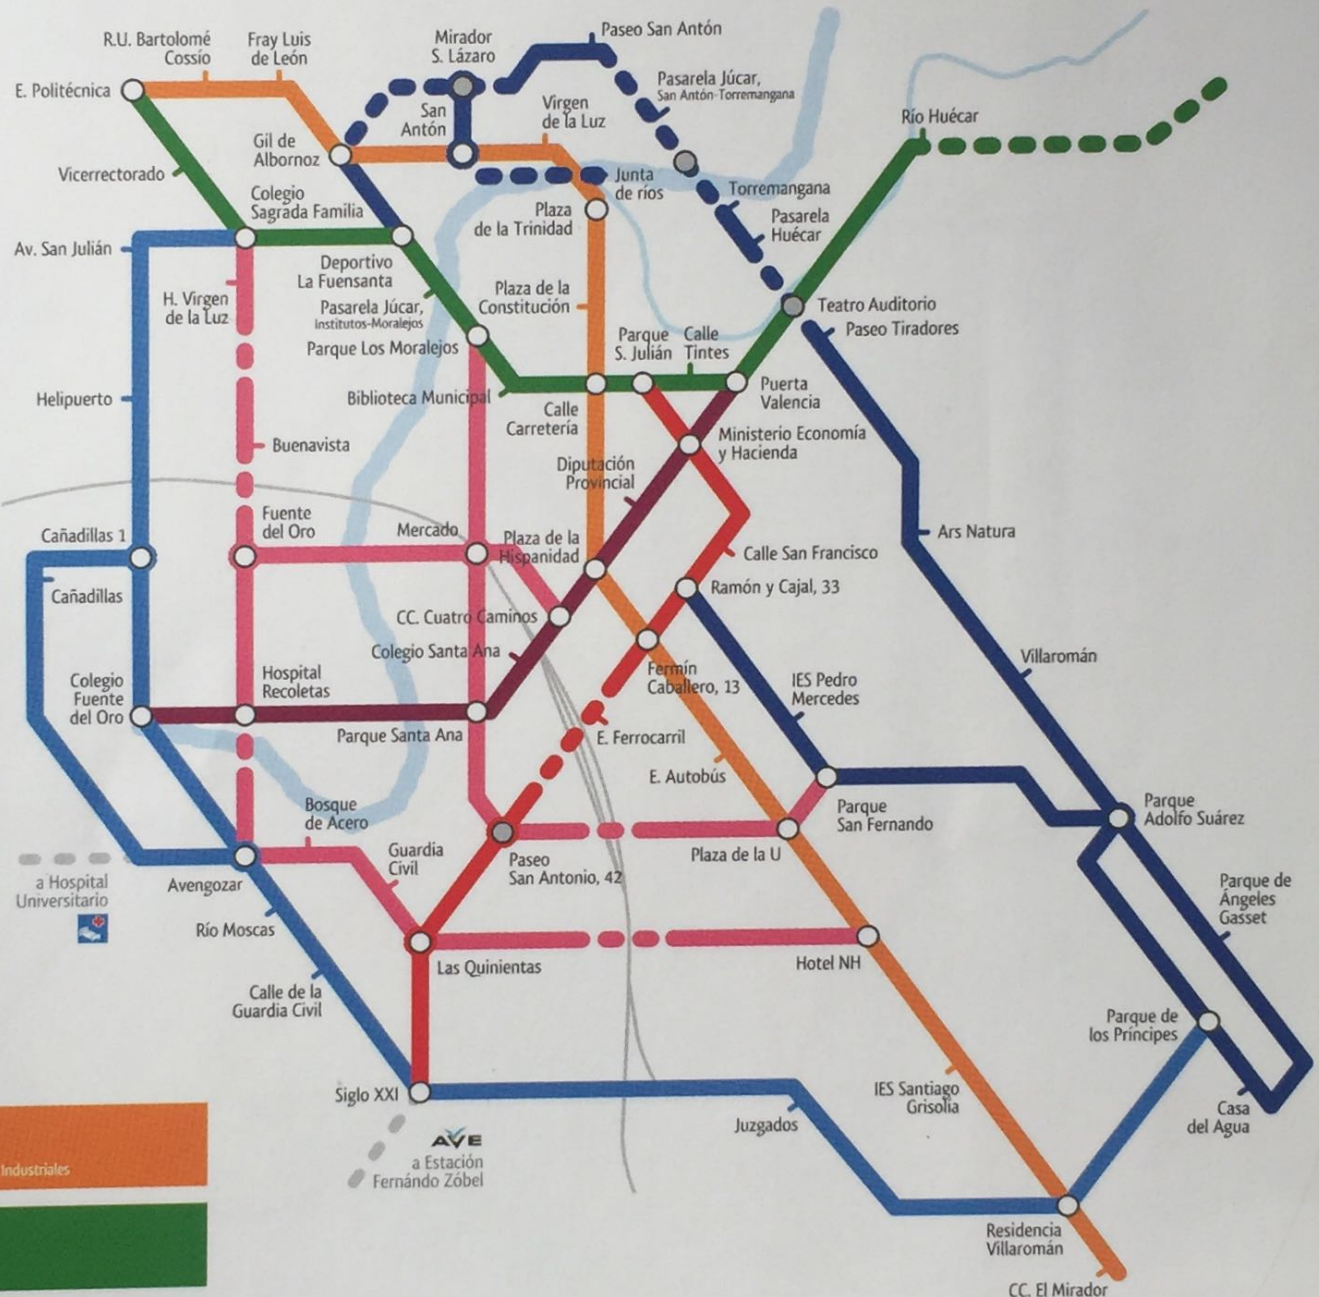 R.U. Bartolomé
Cossío
Fray Luis
de León
Mirador
S. Lázaro
Paseo San Antón
E. Politécnica
Pasarela Júcar,
San Antón-Torremangana
San
Antón
Virgen
de la Luz
Río Huécar
Gil de
Albornoz
Vicerrectorado
Junta
de ríos
Torremangana
Colegio
Sagrada Familia
Plaza
de la Trinidad
Pasarela
Huécar
Av. San Julián
Deportivo
La Fuensanta
H. Virgen
de la Luz
Pasarela Júcar,
Institutos-Moralejos
Plaza de la
Constitución
Teatro Auditorio
Paseo Tiradores
Parque Los Moralejos
Parque
S. Julián
Calle
Tintes
Helipuerto
Biblioteca Municipal
Calle
Carretería
Puerta
Valencia
Buenavista
Ministerio Economía
y Hacienda
Diputación
Provincial
Cañadillas 1
Fuente
del Oro
Mercado
Plaza de la
Hispanidad
Ars Natura
Calle San Francisco
Cañadillas
Ramón y Cajal, 33
CC. Cuatro Caminos
Colegio Santa Ana
Villaromán
Colegio
Fuente
del Oro
Hospital
Recoletas
Fermín
Caballero, 13
IES Pedro
Mercedes
Parque Santa Ana
E. Ferrocarril
E. Autobús
Bosque
de Acero
Parque
San Fernando
Parque
Adolfo Suárez
Guardia
Civil
Paseo
San Antonio, 42
Plaza de la U
a Hospital
Universitario
Avengozar
Parque de
Ángeles
Gasset
Río Moscas
Las Quinientas
Hotel NH
Calle de la
Guardia Civil
Parque de
los Príncipes
Siglo XXI
IES Santiago
Grisolia
Juzgados
Casa
del Agua
AVE
a Estación
Fernándo Zóbel
Industriales
Residencia
Villaromán
CC. El Mirador